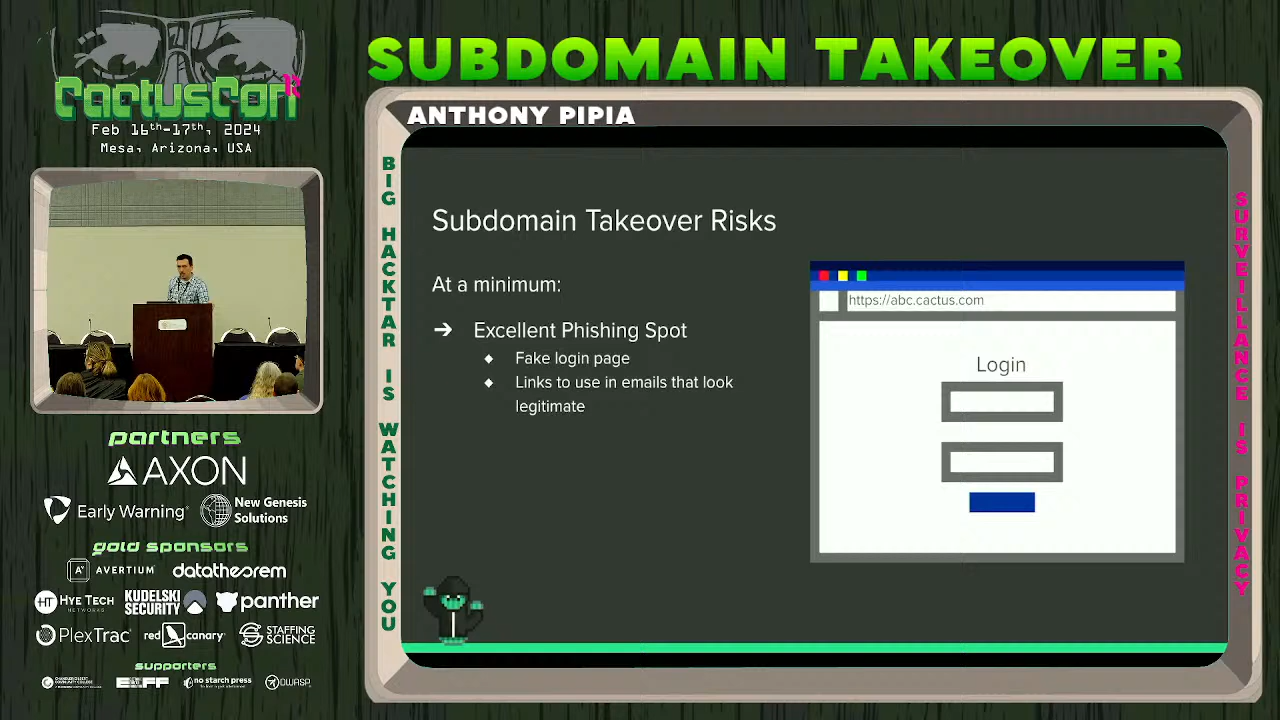 CactusCon
Feb 16th-17th, 2024
Mesa, Arizona, USA
SUBDOMAIN TAKEOVER
ANTHONY PIPIA
BIG HACKTAR IS WATCHING YOU
Subdomain Takeover Risks
At a minimum:
➔ Excellent Phishing Spot
◆ Fake login page
◆ Links to use in emails that look
legitimate
https://abc.cactus.com
Login
SURVEILLANCE IS PRIVACY
partners
AXON
Early Warning
New Genesis
Solutions
gold sponsors
AVERTIUM
datatheorem
HT HYE TECH
NETWORKS
KUDELSKI
SECURITY
panther
PlexTrac
red canary
STAFFING
SCIENCE
supporters
EFF
no starch press
OWASP